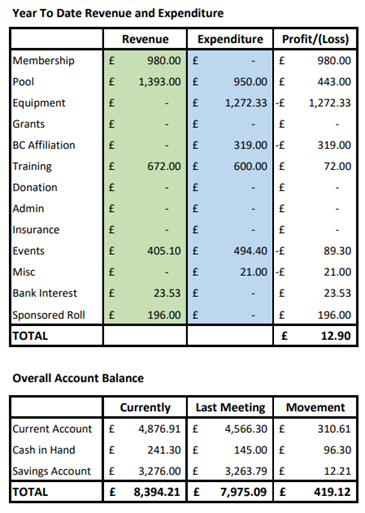 Year To Date Revenue and Expenditure
Revenue Expenditure Profit/(Loss)
Membership £ 980.00 £ - £ 980.00
Pool £ 1,393.00 £ 950.00 £ 443.00
Equipment £ - £ 1,272.33 -£ 1,272.33
Grants £ - £ - £ -
BC Affiliation £ - £ 319.00 -£ 319.00
Training £ 672.00 £ 600.00 £ 72.00
Donation £ - £ - £ -
Admin £ - £ - £ -
Insurance £ - £ - £ -
Events £ 405.10 £ 494.40 -£ 89.30
Misc £ - £ 21.00 -£ 21.00
Bank Interest £ 23.53 £ - £ 23.53
Sponsored Roll £ 196.00 £ - £ 196.00
TOTAL £ 12.90
Overall Account Balance
Currently Last Meeting Movement
Current Account £ 4,876.91 £ 4,566.30 £ 310.61
Cash in Hand £ 241.30 £ 145.00 £ 96.30
Savings Account £ 3,276.00 £ 3,263.79 £ 12.21
TOTAL £ 8,394.21 £ 7,975.09 £ 419.12